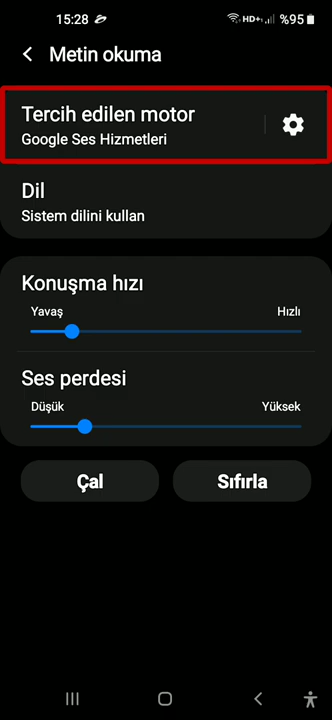 15:28 HD+ %95
Metin okuma
Tercih edilen motor
Google Ses Hizmetleri
Dil
Sistem dilini kullan
Konuşma hızı
Yavaş Hızlı
Ses perdesi
Düşük Yüksek
Çal Sıfırla